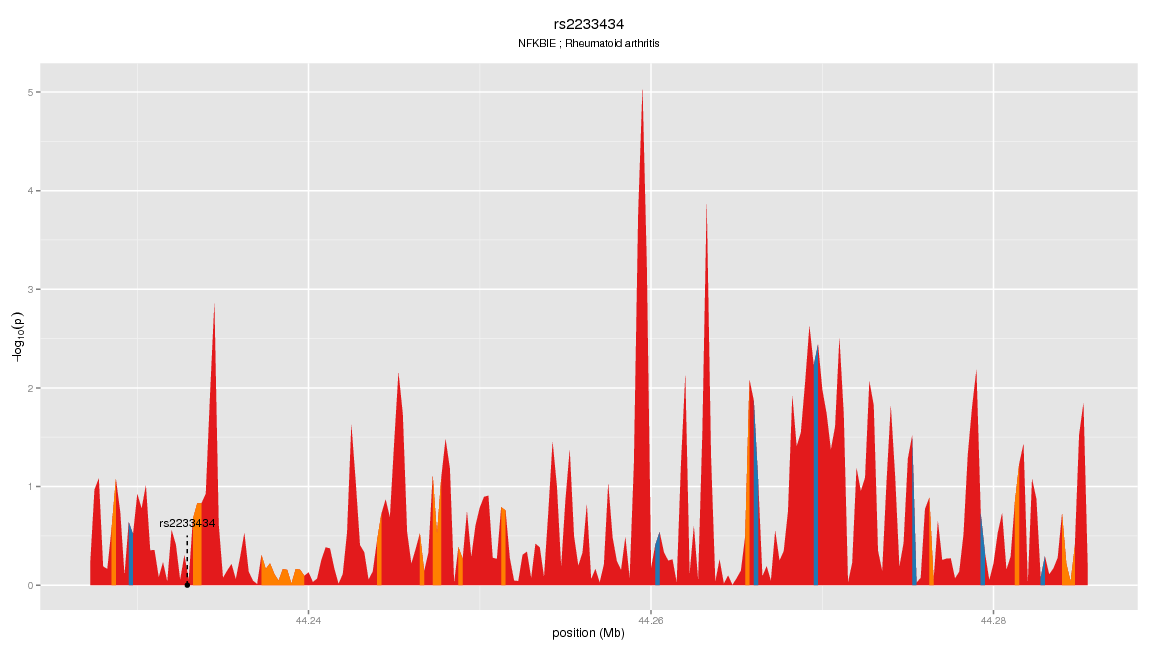 rs2233434
NFKBIE ; Rheumatoid arthritis
5
4
3
2
1
0
−log10(p)
rs2233434
44.24
44.26
44.28
position (Mb)